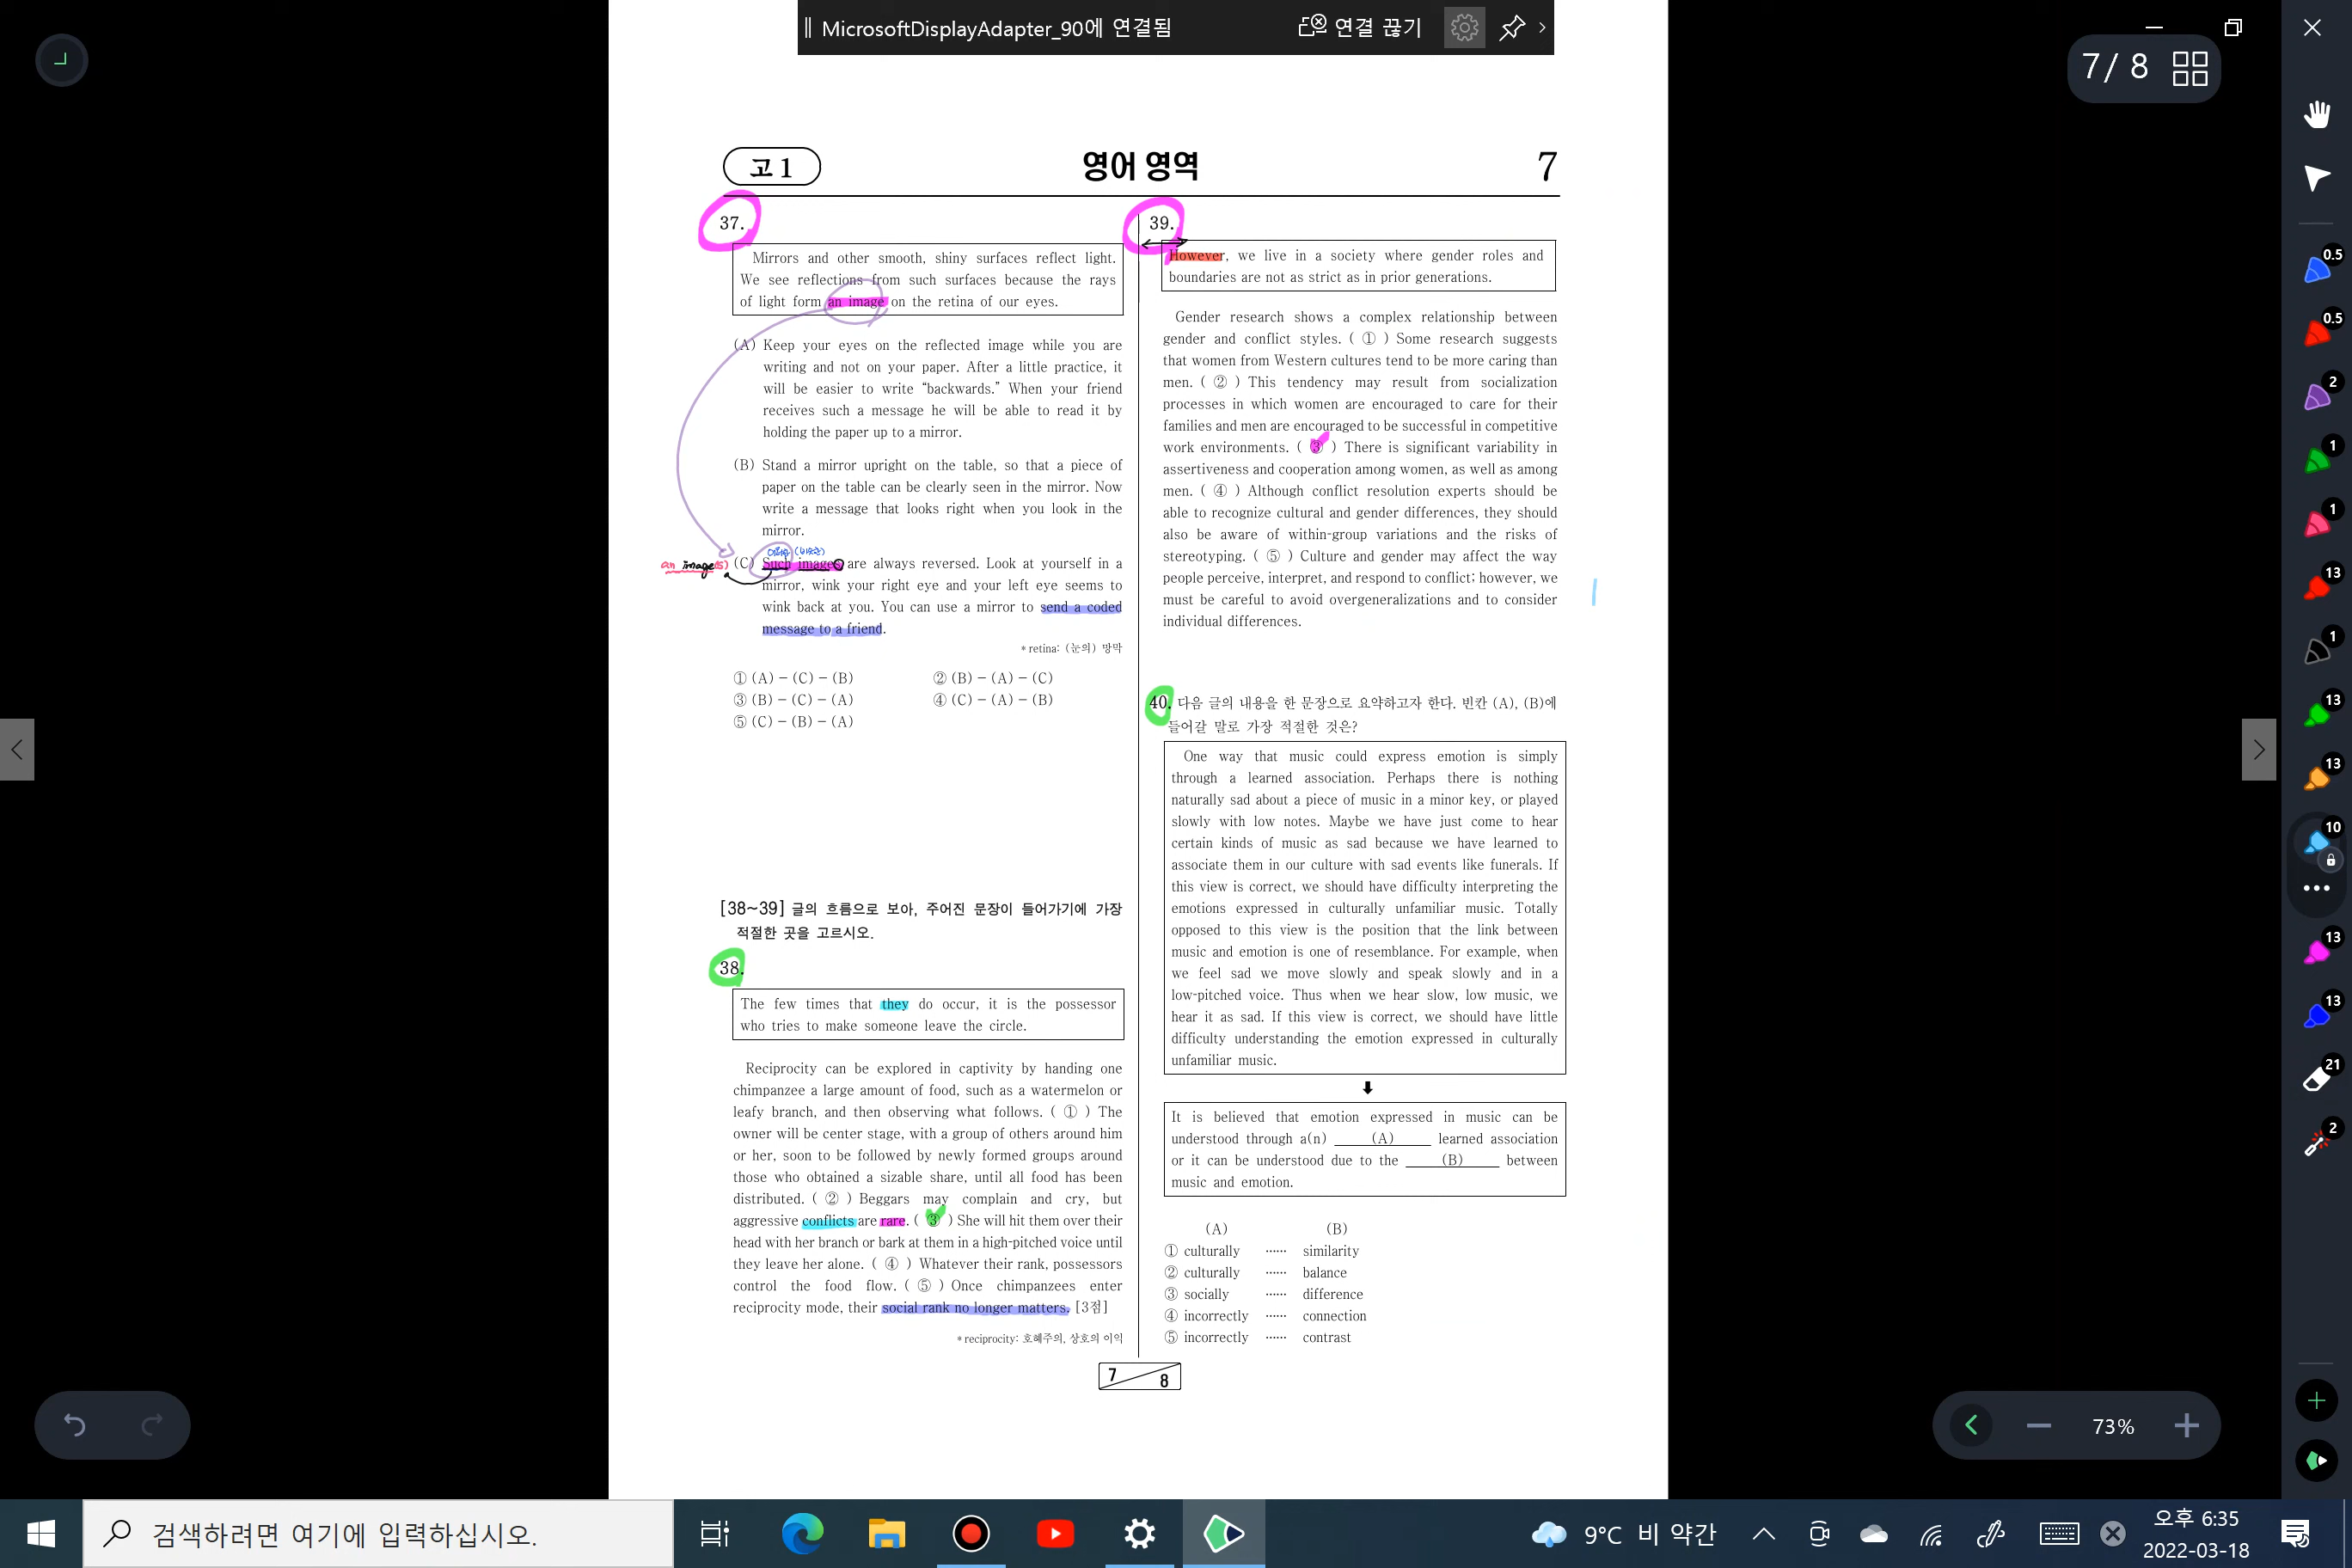 MicrosoftDisplayAdapter_90에 연결됨
연결 끊기
7/ 8
고 1
영어 영역
7
37.
Mirrors and other smooth, shiny surfaces reflect light.
We see reflections from such surfaces because the rays
of light form an image on the retina of our eyes.
(A) Keep your eyes on the reflected image while you are
writing and not on your paper. After a little practice, it
will be easier to write “backwards.” When your friend
receives such a message he will be able to read it by
holding the paper up to a mirror.
(B) Stand a mirror upright on the table, so that a piece of
paper on the table can be clearly seen in the mirror. Now
write a message that looks right when you look in the
mirror.
an image(s)
(C) Such images are always reversed. Look at yourself in a
mirror, wink your right eye and your left eye seems to
wink back at you. You can use a mirror to send a coded
message to a friend.
* retina: (눈의) 망막
① (A) − (C) − (B) ② (B) − (A) − (C)
③ (B) − (C) − (A) ④ (C) − (A) − (B)
⑤ (C) − (B) − (A)
[38~39] 글의 흐름으로 보아, 주어진 문장이 들어가기에 가장
적절한 곳을 고르시오.
38.
The few times that they do occur, it is the possessor
who tries to make someone leave the circle.
Reciprocity can be explored in captivity by handing one
chimpanzee a large amount of food, such as a watermelon or
leafy branch, and then observing what follows. ( ① ) The
owner will be center stage, with a group of others around him
or her, soon to be followed by newly formed groups around
those who obtained a sizable share, until all food has been
distributed. ( ② ) Beggars may complain and cry, but
aggressive conflicts are rare. ( ③ ) She will hit them over their
head with her branch or bark at them in a high-pitched voice until
they leave her alone. ( ④ ) Whatever their rank, possessors
control the food flow. ( ⑤ ) Once chimpanzees enter
reciprocity mode, their social rank no longer matters. [3점]
* reciprocity: 호혜주의, 상호의 이익
39.
However, we live in a society where gender roles and
boundaries are not as strict as in prior generations.
Gender research shows a complex relationship between
gender and conflict styles. ( ① ) Some research suggests
that women from Western cultures tend to be more caring than
men. ( ② ) This tendency may result from socialization
processes in which women are encouraged to care for their
families and men are encouraged to be successful in competitive
work environments. ( ③ ) There is significant variability in
assertiveness and cooperation among women, as well as among
men. ( ④ ) Although conflict resolution experts should be
able to recognize cultural and gender differences, they should
also be aware of within-group variations and the risks of
stereotyping. ( ⑤ ) Culture and gender may affect the way
people perceive, interpret, and respond to conflict; however, we
must be careful to avoid overgeneralizations and to consider
individual differences.
40. 다음 글의 내용을 한 문장으로 요약하고자 한다. 빈칸 (A), (B)에
들어갈 말로 가장 적절한 것은?
One way that music could express emotion is simply
through a learned association. Perhaps there is nothing
naturally sad about a piece of music in a minor key, or played
slowly with low notes. Maybe we have just come to hear
certain kinds of music as sad because we have learned to
associate them in our culture with sad events like funerals. If
this view is correct, we should have difficulty interpreting the
emotions expressed in culturally unfamiliar music. Totally
opposed to this view is the position that the link between
music and emotion is one of resemblance. For example, when
we feel sad we move slowly and speak slowly and in a
low-pitched voice. Thus when we hear slow, low music, we
hear it as sad. If this view is correct, we should have little
difficulty understanding the emotion expressed in culturally
unfamiliar music.
It is believed that emotion expressed in music can be
understood through a(n) (A) learned association
or it can be understood due to the (B) between
music and emotion.
(A) (B)
① culturally ······ similarity
② culturally ······ balance
③ socially ······ difference
④ incorrectly ······ connection
⑤ incorrectly ······ contrast
7 8
0.5
0.5
2
1
1
13
1
13
13
10
13
13
21
2
73%
검색하려면 여기에 입력하십시오.
9°C 비 약간
오후 6:35
2022-03-18